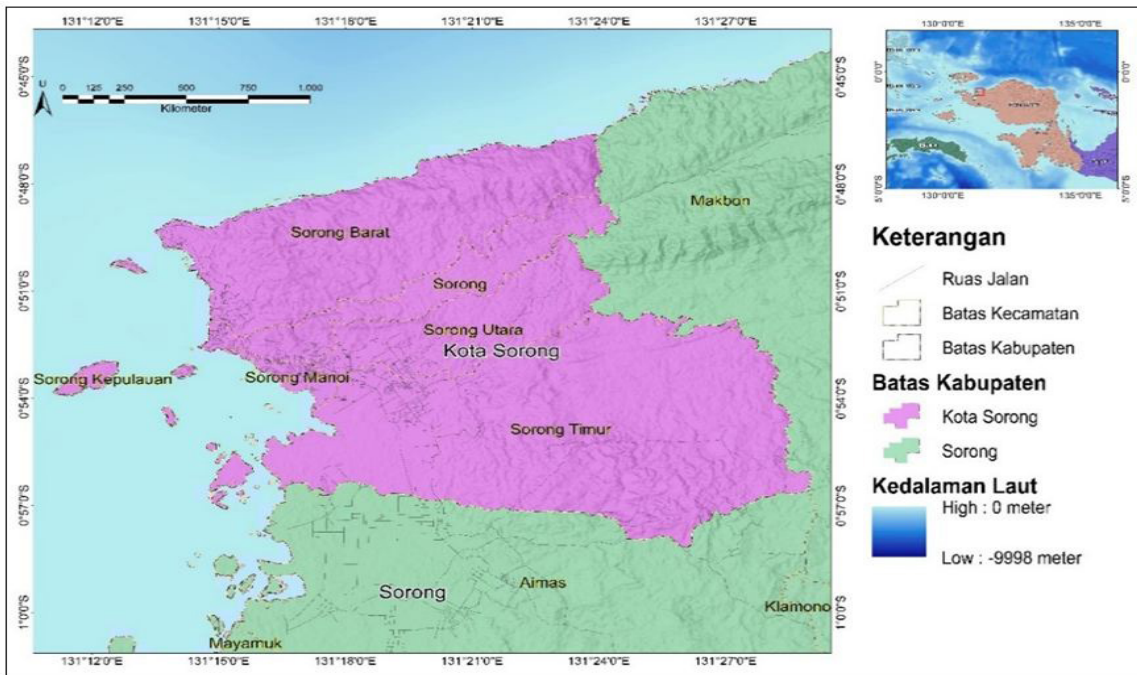 131°12'0"E 131°15'0"E 131°18'0"E 131°21'0"E 131°24'0"E 131°27'0"E
0°45'0"S 0°45'0"S
U
0 125 250 500 750 1.000
Kilometer
0°48'0"S 0°48'0"S
Makbon
Sorong Barat
0°51'0"S 0°51'0"S
Sorong
Sorong Utara
Kota Sorong
Sorong Kepulauan
Sorong Manoi
0°54'0"S 0°54'0"S
Sorong Timur
0°57'0"S 0°57'0"S
Sorong
Aimas
Klamono
1°0'0"S 1°0'0"S
Mayamuk
131°12'0"E 131°15'0"E 131°18'0"E 131°21'0"E 131°24'0"E 131°27'0"E
130°0'0"E 135°0'0"E
0°0'0" 0°0'0"
5°0'0"S 5°0'0"S
130°0'0"E 135°0'0"E
Keterangan
Ruas Jalan
Batas Kecamatan
Batas Kabupaten
Batas Kabupaten
Kota Sorong
Sorong
Kedalaman Laut
High : 0 meter
Low : -9998 meter